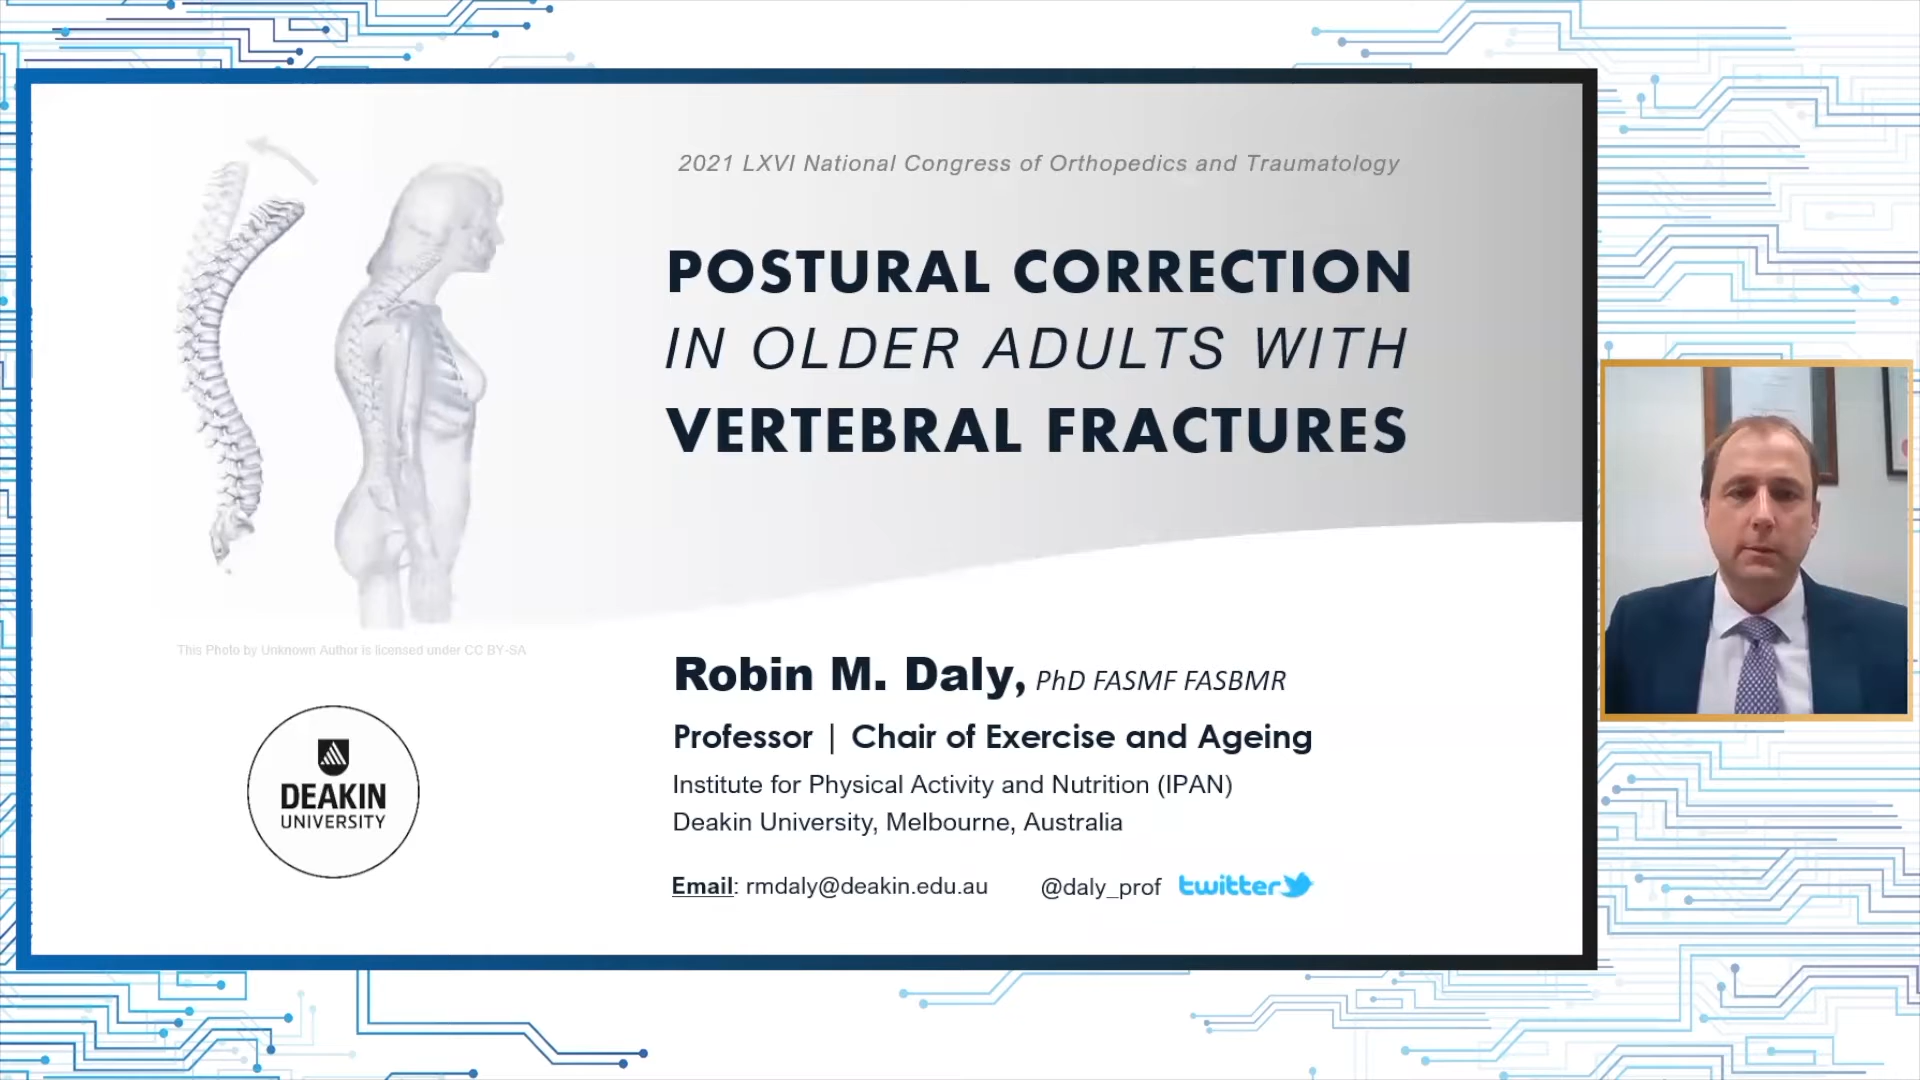 2021 LXVI National Congress of Orthopedics and Traumatology
POSTURAL CORRECTION
IN OLDER ADULTS WITH
VERTEBRAL FRACTURES
This Photo by Unknown Author is licensed under CC BY-SA
Robin M. Daly, PhD FASMF FASBMR
Professor | Chair of Exercise and Ageing
Institute for Physical Activity and Nutrition (IPAN)
Deakin University, Melbourne, Australia
Email: rmdaly@deakin.edu.au @daly_prof twitter
DEAKIN
UNIVERSITY